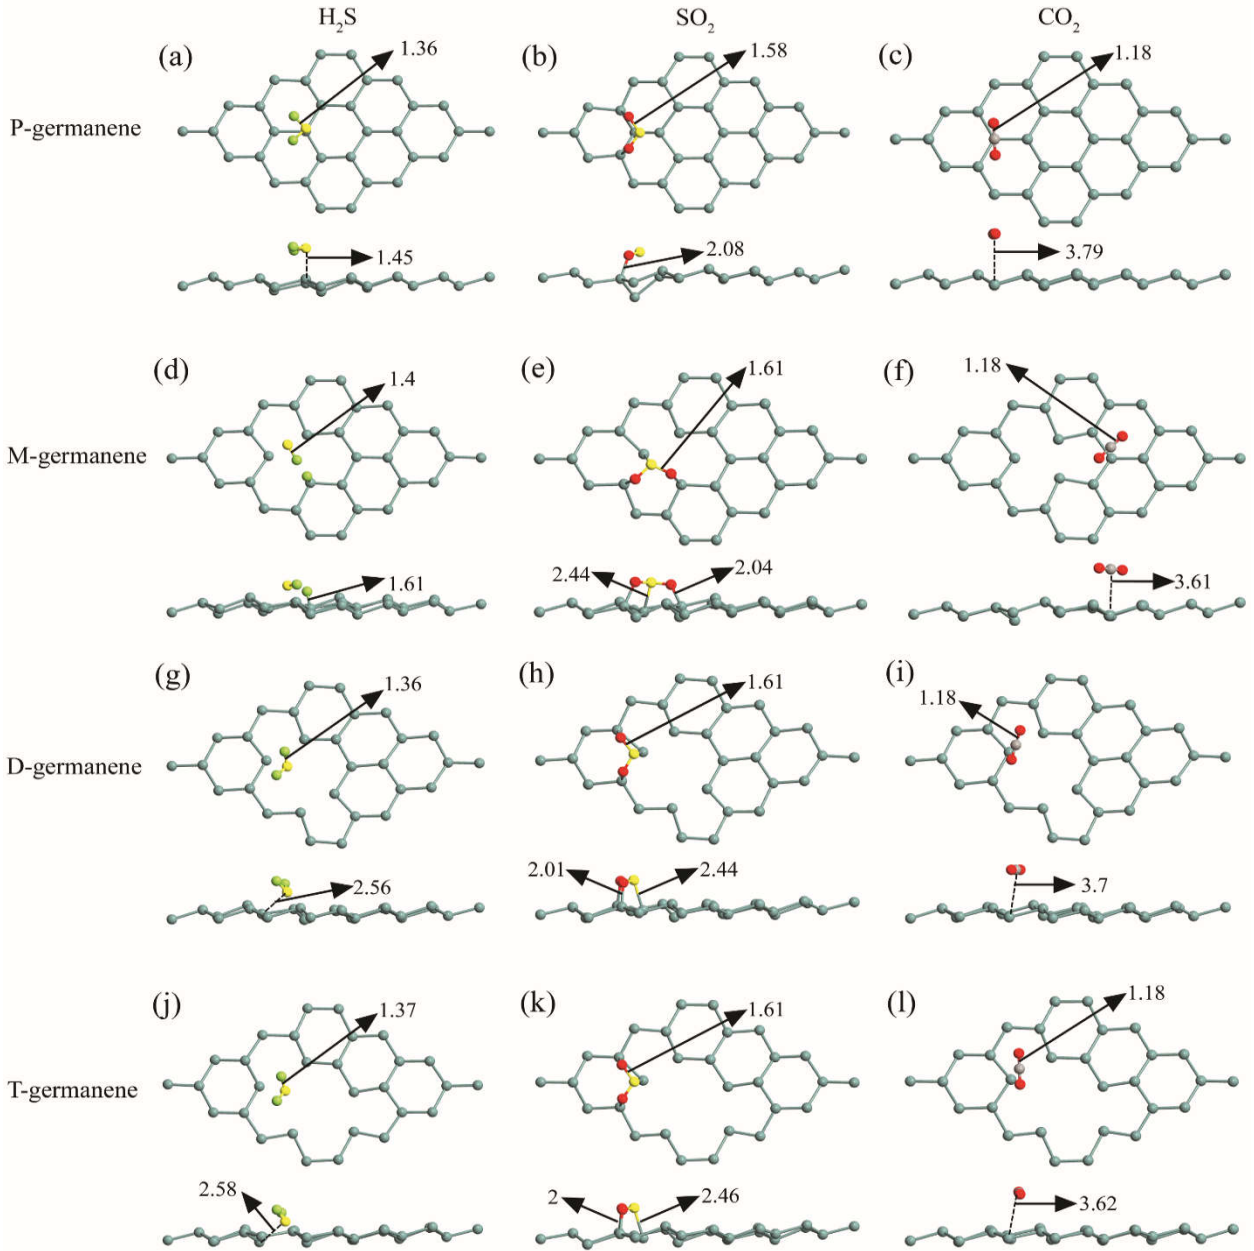 H₂S SO₂ CO₂
(a) 1.36 (b) 1.58 (c) 1.18
P-germanene
1.45 2.08 3.79
(d) 1.4 (e) 1.61 (f) 1.18
M-germanene
1.61 2.44 2.04 3.61
(g) 1.36 (h) 1.61 (i) 1.18
D-germanene
2.56 2.01 2.44 3.7
(j) 1.37 (k) 1.61 (l) 1.18
T-germanene
2.58 2 2.46 3.62